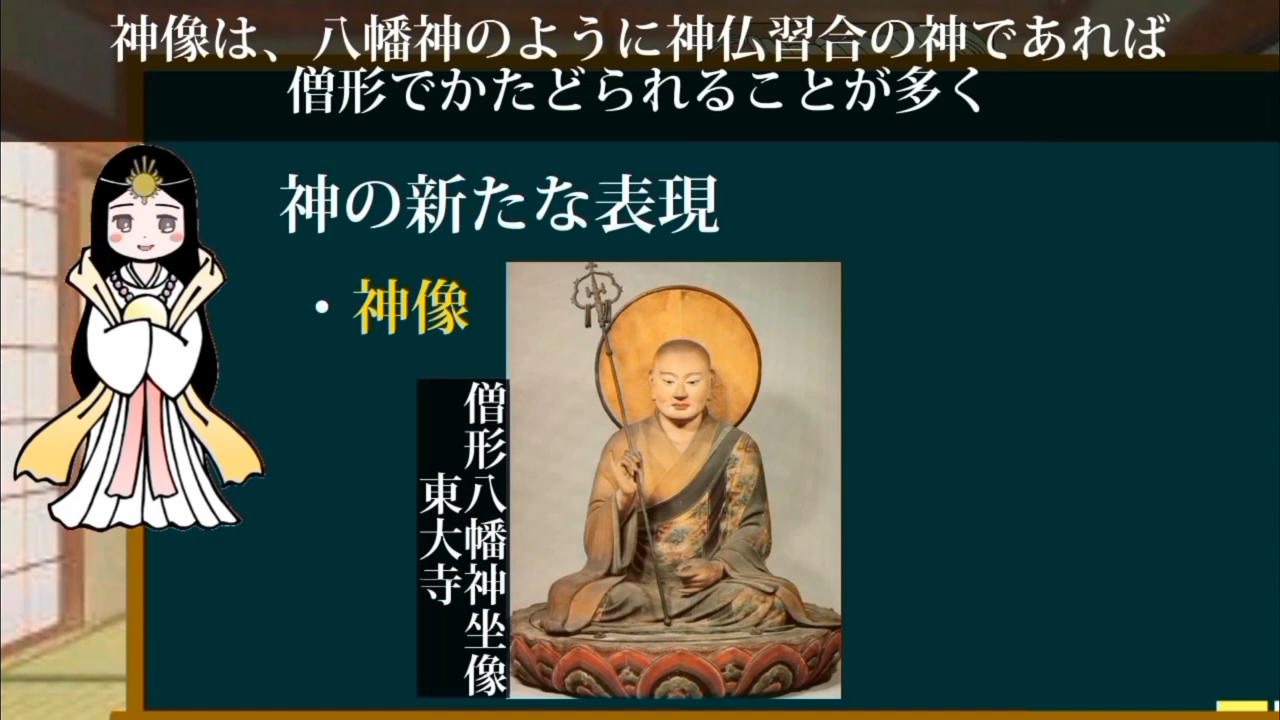 神像は、八幡神のように神仏習合の神であれば
僧形でかたどられることが多く
神の新たな表現
・神像
僧形八幡神坐像
東大寺